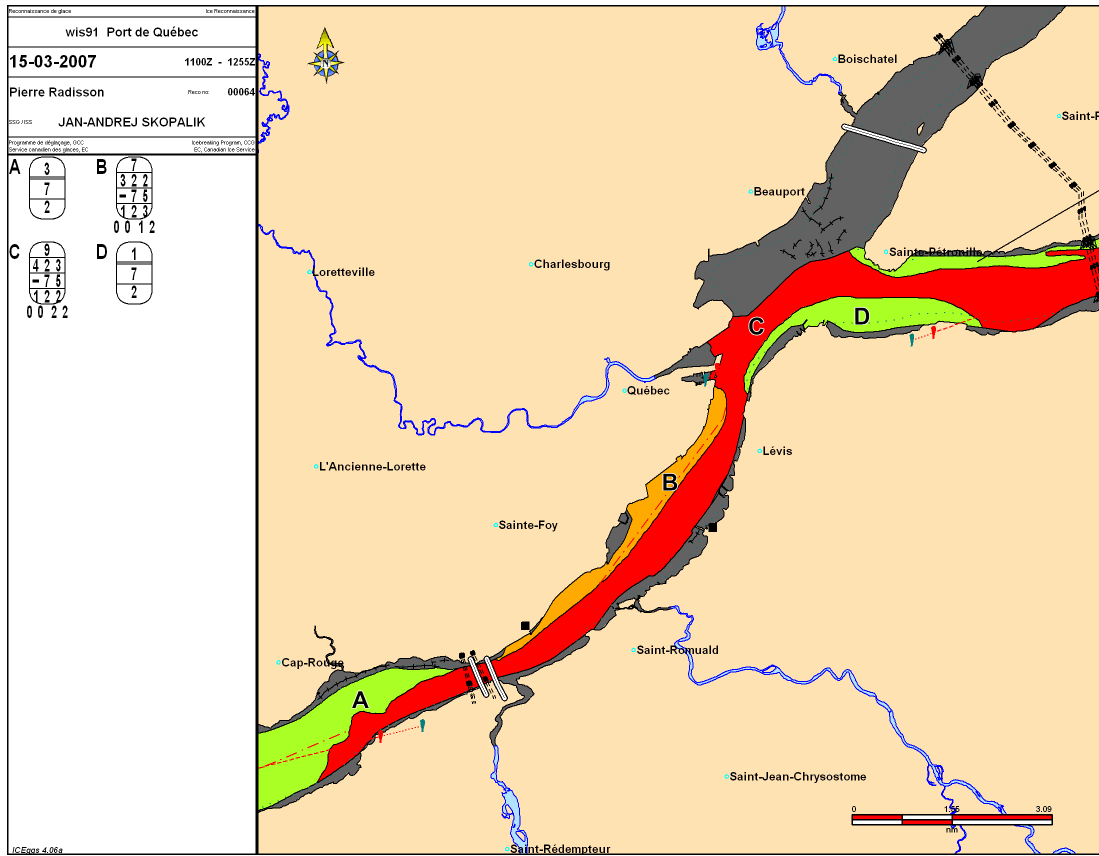 Reconnaissance de glace Ice Reconnaissance
wis91 Port de Québec
15-03-2007 1100Z - 1255Z
Pierre Radisson Reco no: 00064
SSG / ISS JAN-ANDREJ SKOPALIK
Programme de déglaçage, GCC Icebreaking Program, CCG
Service canadien des glaces, EC EC, Canadian Ice Service
A
3
7
2
B
7
3 2 2
- 7 5
1 2 3
0 0 1 2
C
9
4 2 3
- 7 5
1 2 2
0 0 2 2
D
1
7
2
N
Boischatel
Saint-P
Beauport
Sainte-Pétronille
Charlesbourg
Loretteville
D
C
Québec
Lévis
L'Ancienne-Lorette
B
Sainte-Foy
Saint-Romuald
Cap-Rouge
A
Saint-Jean-Chrysostome
0 1.55 3.09
nm
Saint-Rédempteur
ICEggs 4.06a